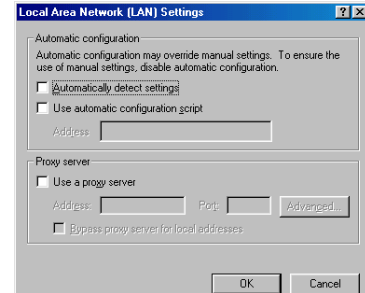 Local Area Network (LAN) Settings
Automatic configuration
Automatic configuration may override manual settings. To ensure the
use of manual settings, disable automatic configuration.
Automatically detect settings
Use automatic configuration script
Address
Proxy server
Use a proxy server
Address: Port: Advanced...
Bypass proxy server for local addresses
OK Cancel